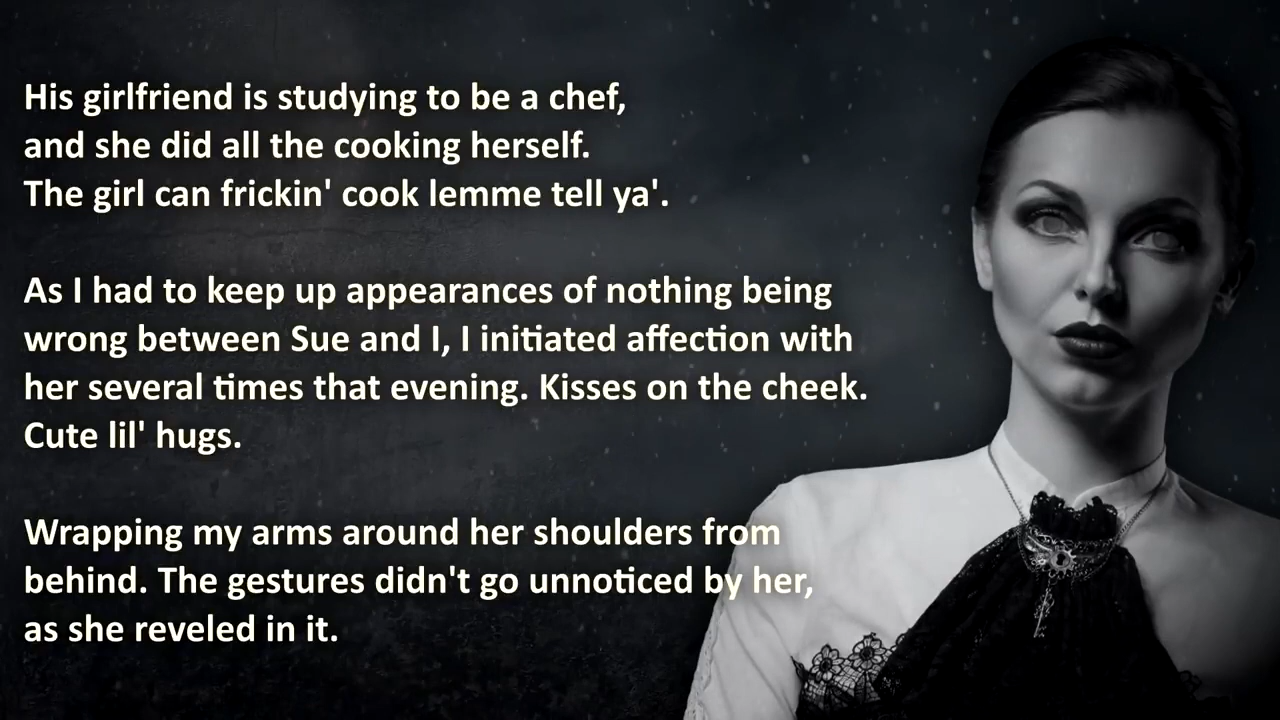 His girlfriend is studying to be a chef,
and she did all the cooking herself.
The girl can frickin' cook lemme tell ya'.
As I had to keep up appearances of nothing being
wrong between Sue and I, I initiated affection with
her several times that evening. Kisses on the cheek.
Cute lil' hugs.
Wrapping my arms around her shoulders from
behind. The gestures didn't go unnoticed by her,
as she reveled in it.